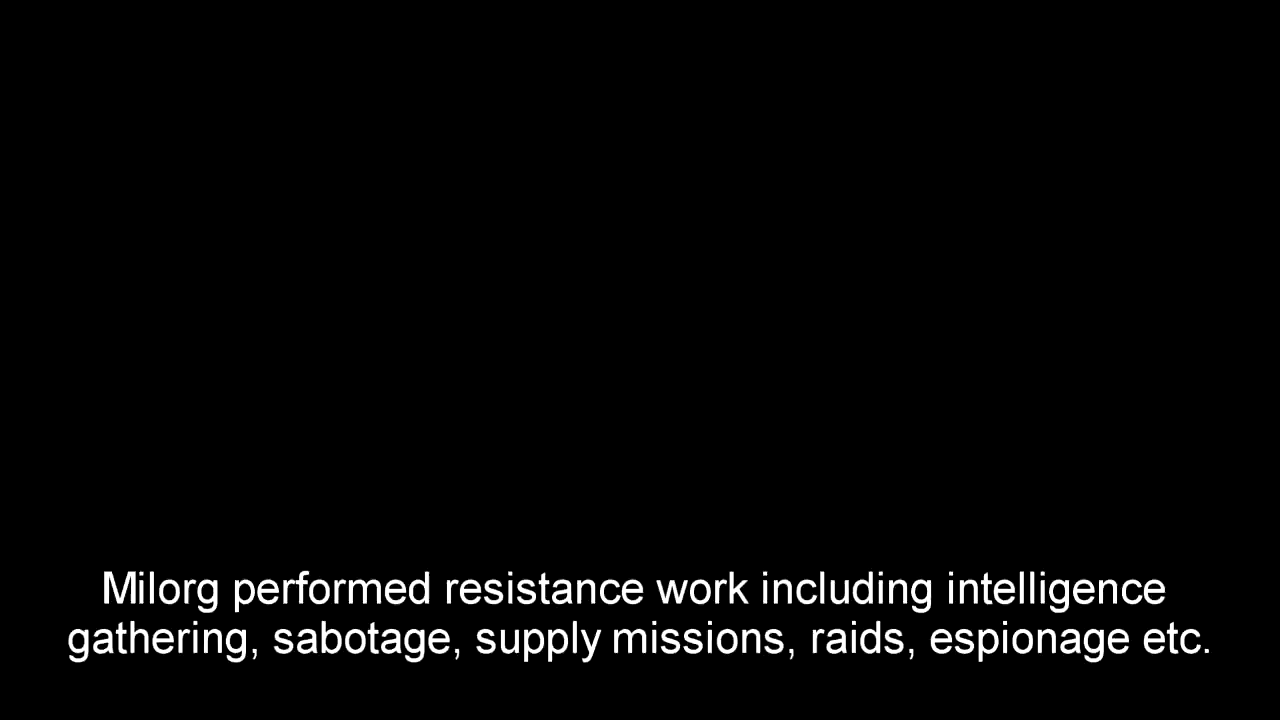 Milorg performed resistance work including intelligence
gathering, sabotage, supply missions, raids, espionage etc.